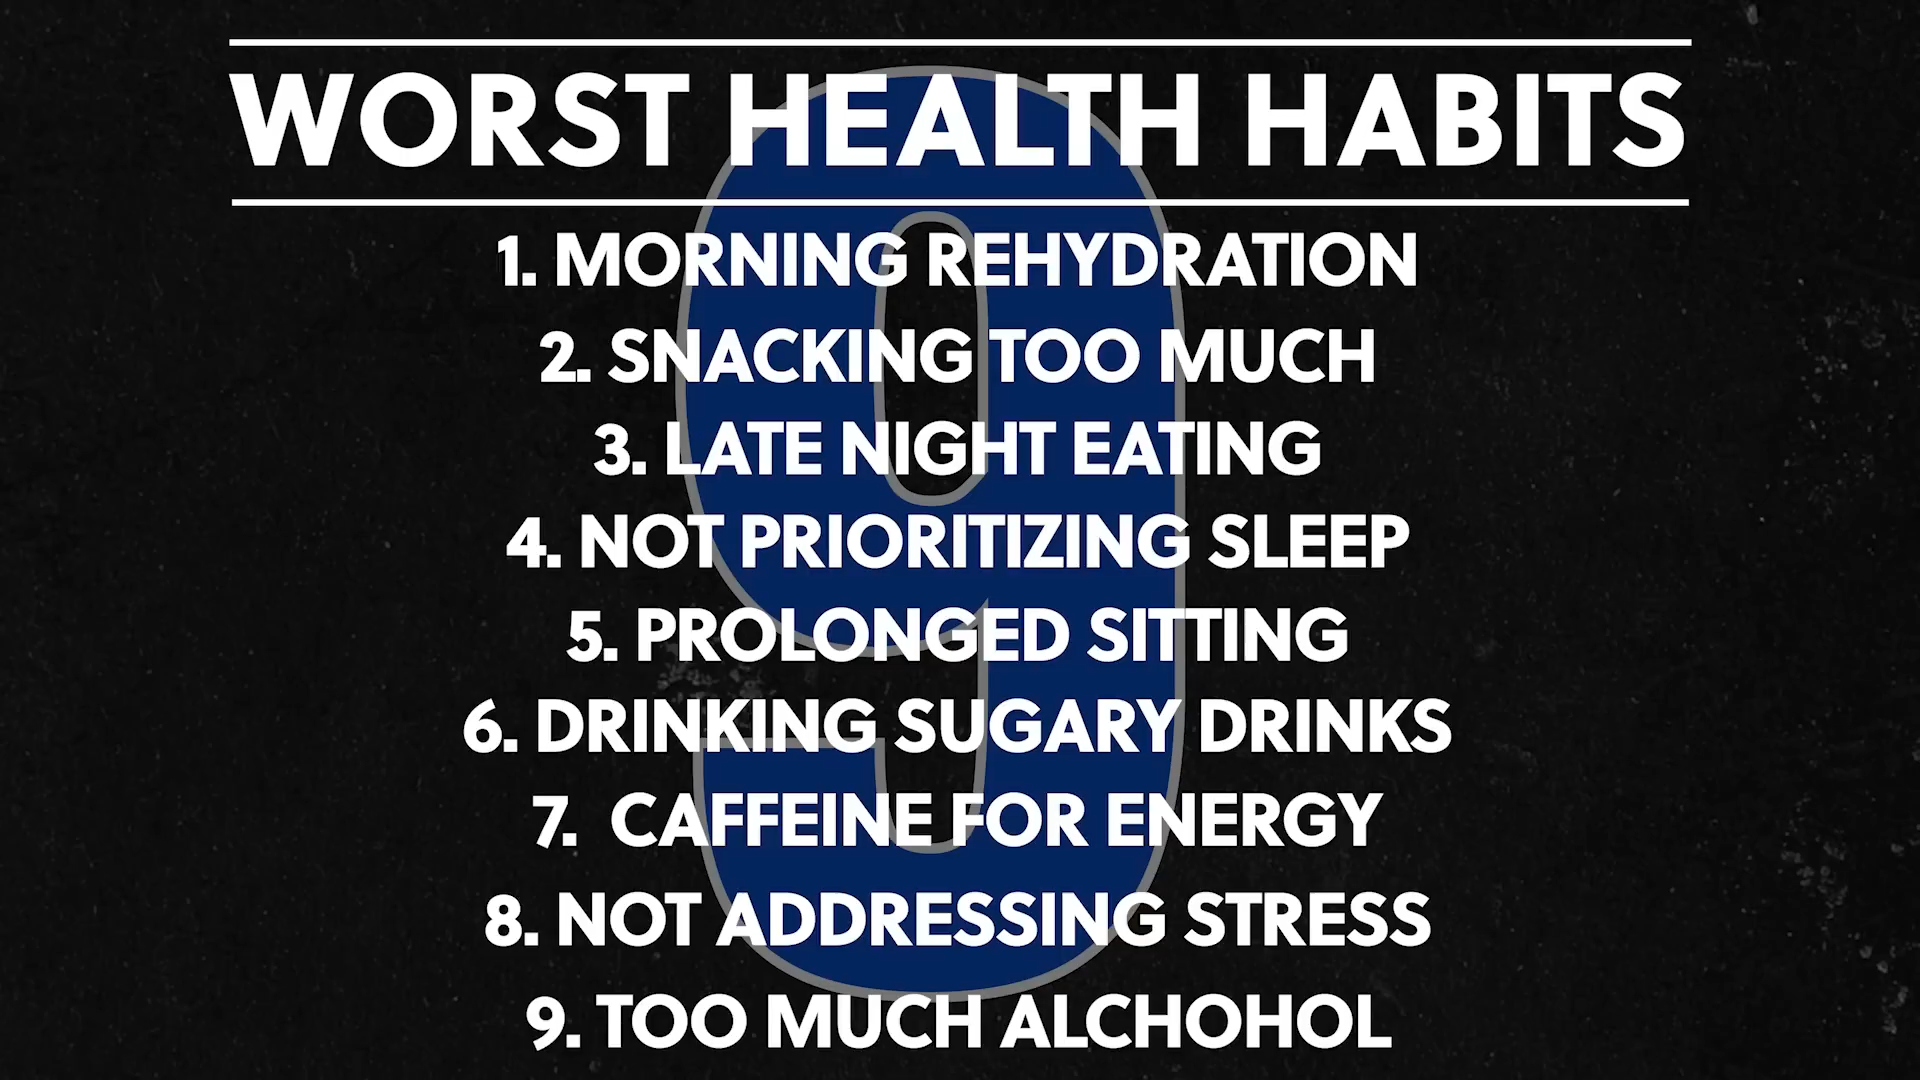 WORST HEALTH HABITS
1. MORNING REHYDRATION
2. SNACKING TOO MUCH
3. LATE NIGHT EATING
4. NOT PRIORITIZING SLEEP
5. PROLONGED SITTING
6. DRINKING SUGARY DRINKS
7. CAFFEINE FOR ENERGY
8. NOT ADDRESSING STRESS
9. TOO MUCH ALCHOHOL
9